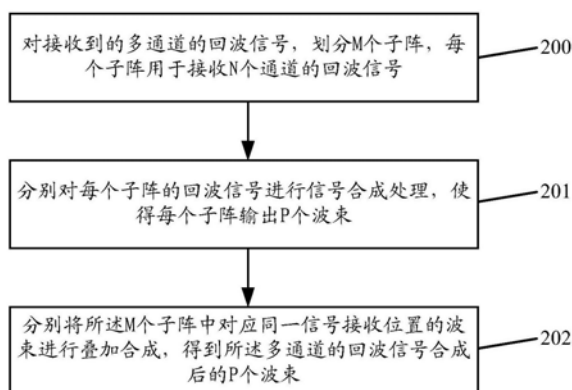 对接收到的多通道的回波信号，划分M个子阵，每
个子阵用于接收N个通道的回波信号
200
分别对每个子阵的回波信号进行信号合成处理，使
得每个子阵输出P个波束
201
分别将所述M个子阵中对应同一信号接收位置的波
束进行叠加合成，得到所述多通道的回波信号合成
后的P个波束
202